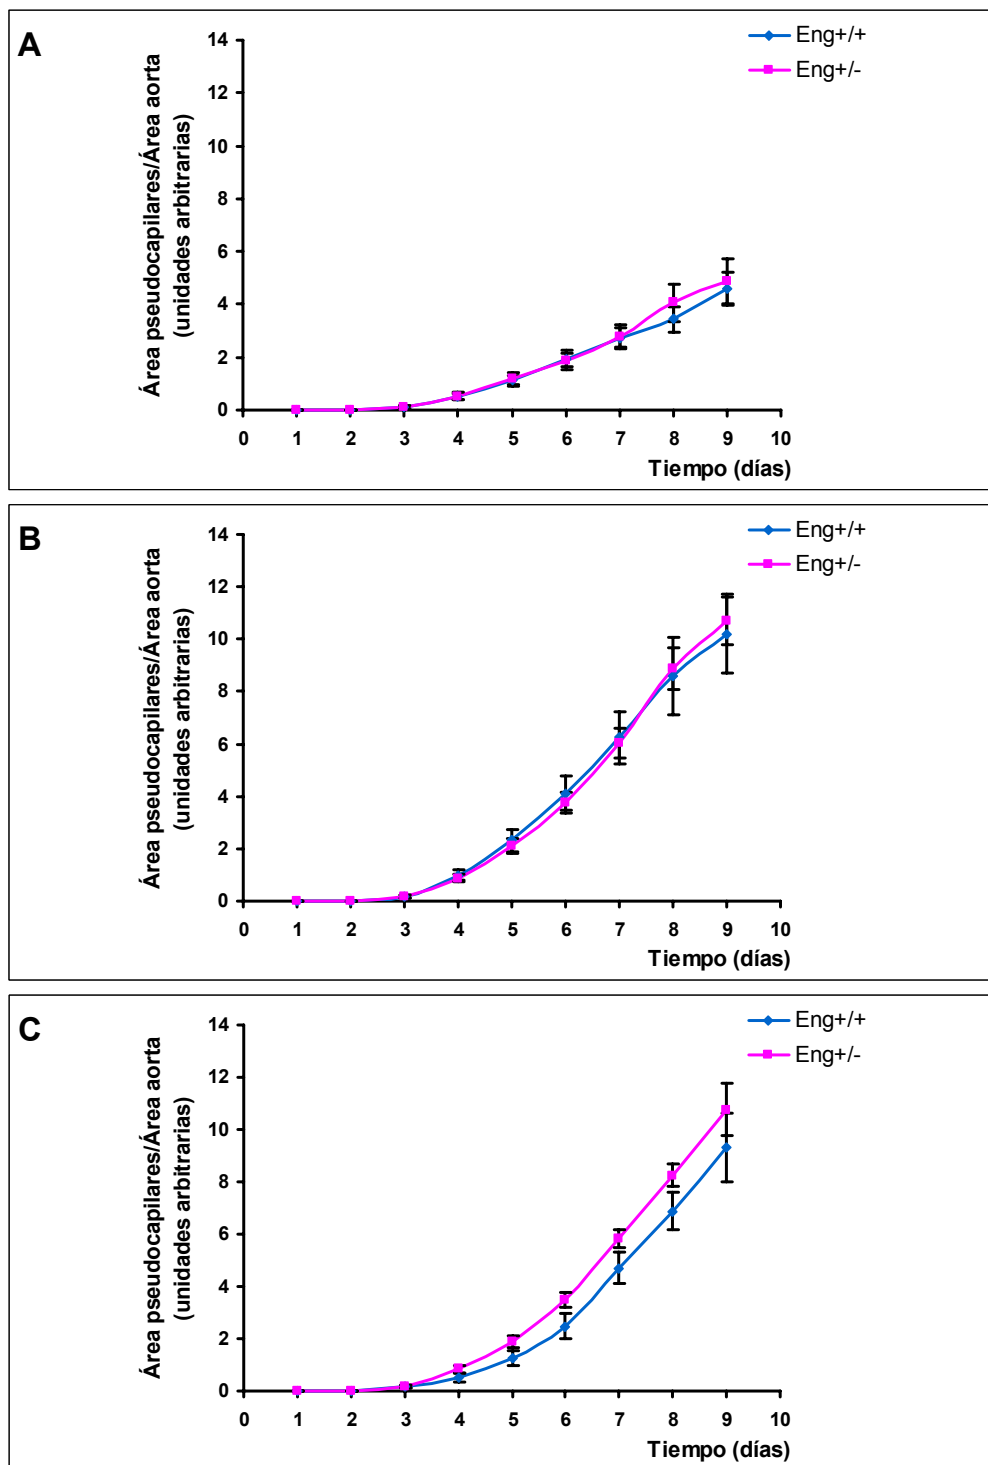 A
Eng+/+
Eng+/-
Área pseudocapilares/Área aorta
(unidades arbitrarias)
14
12
10
8
6
4
2
0
0 1 2 3 4 5 6 7 8 9 10
Tiempo (días)
B
Eng+/+
Eng+/-
Área pseudocapilares/Área aorta
(unidades arbitrarias)
14
12
10
8
6
4
2
0
0 1 2 3 4 5 6 7 8 9 10
Tiempo (días)
C
Eng+/+
Eng+/-
Área pseudocapilares/Área aorta
(unidades arbitrarias)
14
12
10
8
6
4
2
0
0 1 2 3 4 5 6 7 8 9 10
Tiempo (días)